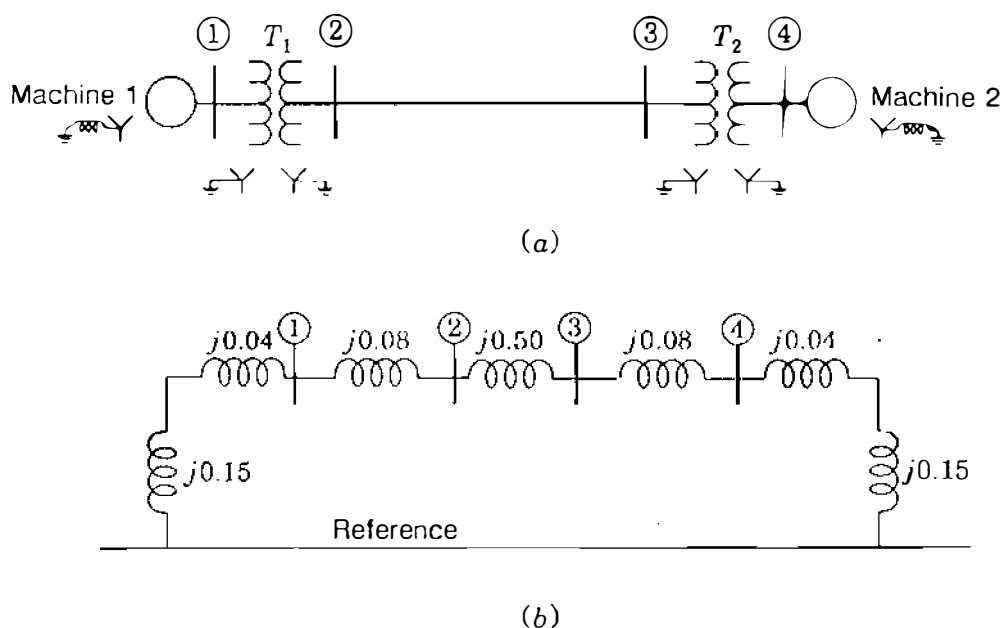 ① T₁ ② ③ T₂ ④
Machine 1 Machine 2
(a)
① ② ③ ④
j0.04 j0.08 j0.50 j0.08 j0.04
j0.15 j0.15
Reference
(b)